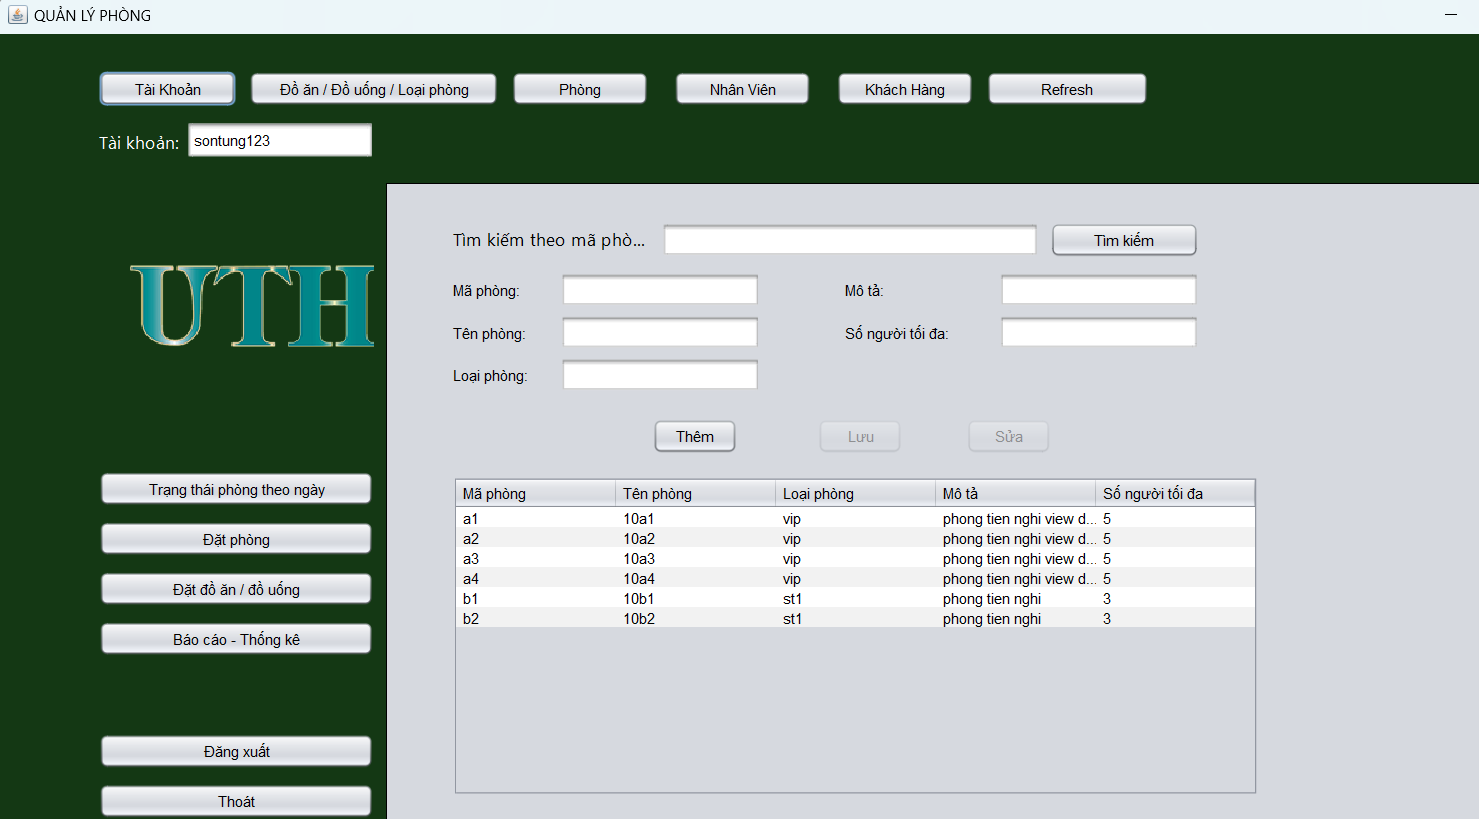 QUẢN LÝ PHÒNG
Tài Khoản Đồ ăn / Đồ uống / Loại phòng Phòng Nhân Viên Khách Hàng Refresh
Tài khoản: sontung123
UTH
Trạng thái phòng theo ngày
Đặt phòng
Đặt đồ ăn / đồ uống
Báo cáo - Thống kê
Đăng xuất
Thoát
Tìm kiếm theo mã phò... Tìm kiếm
Mã phòng: Mô tả:
Tên phòng: Số người tối đa:
Loại phòng:
Thêm Lưu Sửa
Mã phòng Tên phòng Loại phòng Mô tả Số người tối đa
a1 10a1 vip phong tien nghi view d... 5
a2 10a2 vip phong tien nghi view d... 5
a3 10a3 vip phong tien nghi view d... 5
a4 10a4 vip phong tien nghi view d... 5
b1 10b1 st1 phong tien nghi 3
b2 10b2 st1 phong tien nghi 3